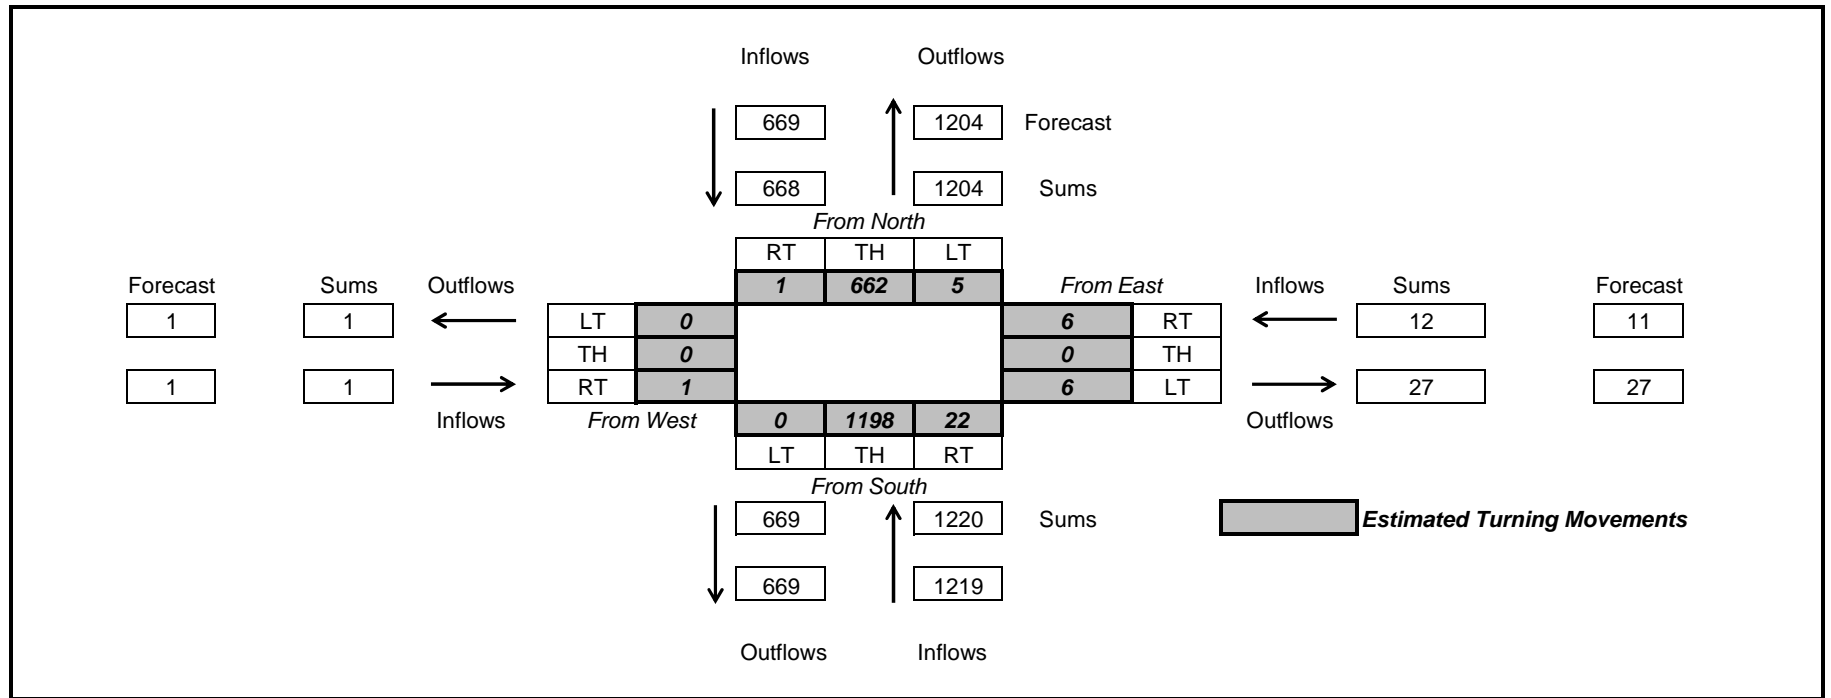 Inflows Outflows
669 1204 Forecast
668 1204 Sums
From North
RT TH LT
Forecast Sums Outflows 1 662 5 From East Inflows Sums Forecast
1 1 LT 0 6 RT 12 11
TH 0 0 TH
1 1 RT 1 6 LT 27 27
Inflows From West 0 1198 22 Outflows
LT TH RT
From South
669 1220 Sums Estimated Turning Movements
669 1219
Outflows Inflows